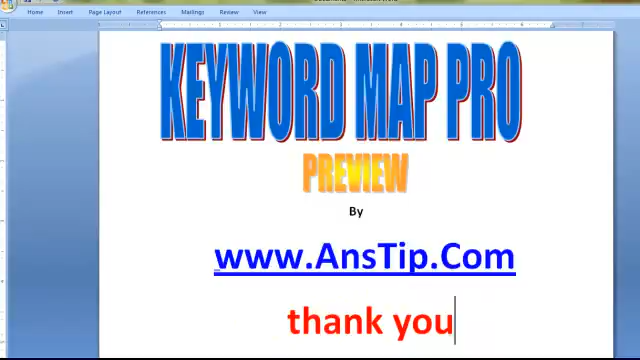 Home Insert Page Layout References Mailings Review View
KEYWORD MAP PRO
PREVIEW
By
www.AnsTip.Com
thank you